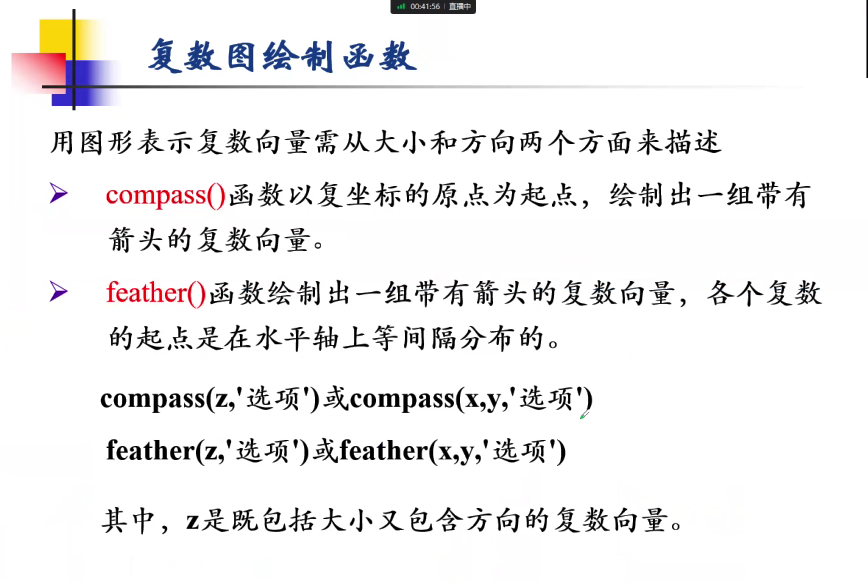 00:41:56 直播中
复数图绘制函数
用图形表示复数向量需从大小和方向两个方面来描述
compass()函数以复坐标的原点为起点，绘制出一组带有
箭头的复数向量。
feather()函数绘制出一组带有箭头的复数向量，各个复数
的起点是在水平轴上等间隔分布的。
compass(z,'选项')或compass(x,y,'选项')
feather(z,'选项')或feather(x,y,'选项')
其中，z是既包括大小又包含方向的复数向量。